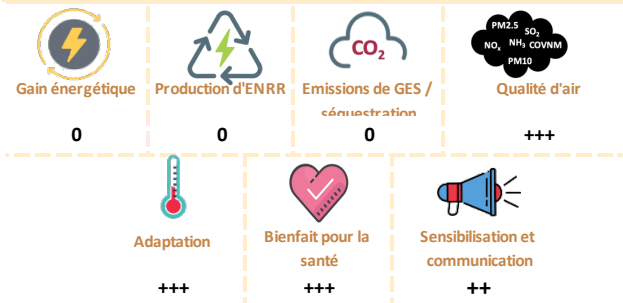 PM2.5
SO₂
NOₓ NH₃ COVNM
PM10
CO₂
Gain énergétique
Production d'ENRR
Emissions de GES /
séquestration
Qualité d'air
0
0
0
+++
Adaptation
Bienfait pour la
santé
Sensibilisation et
communication
+++
+++
++